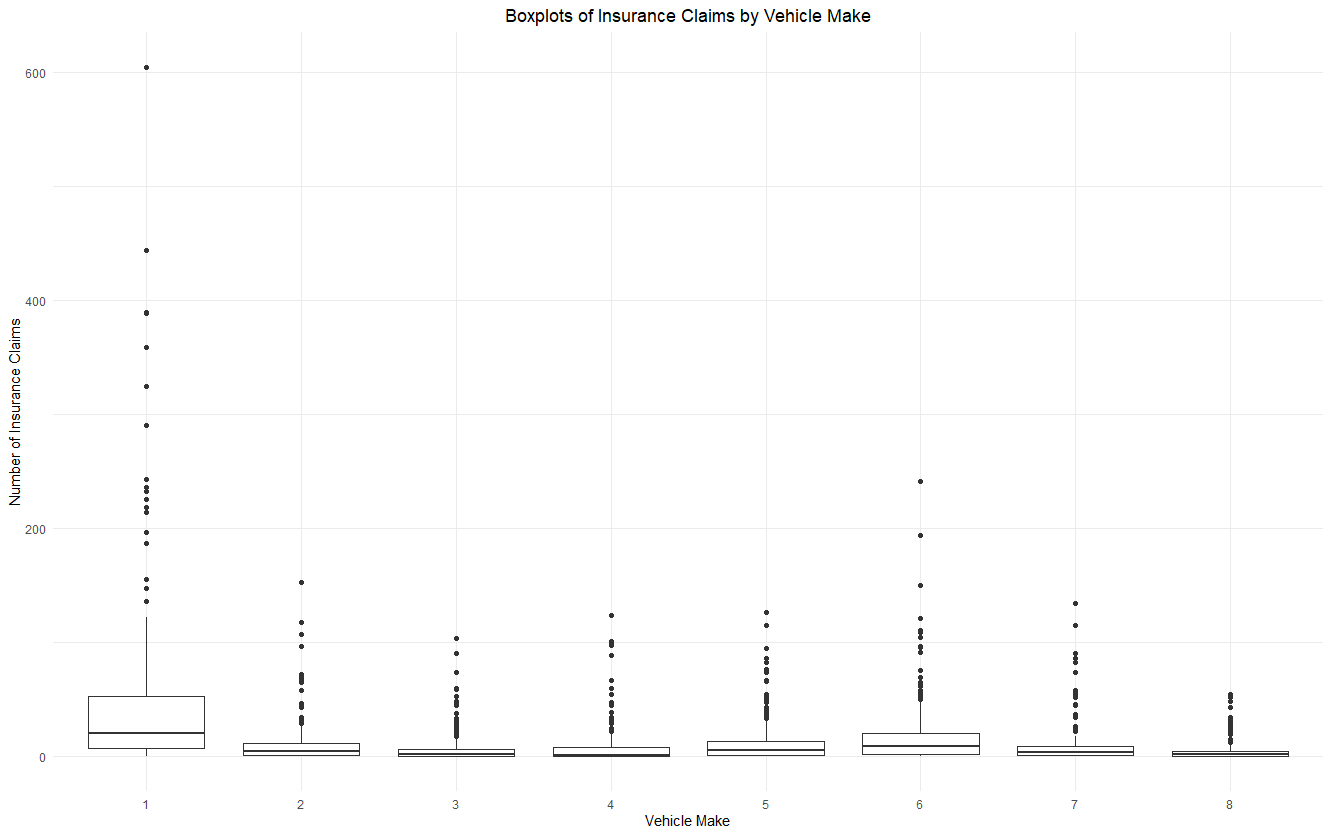 Boxplots of Insurance Claims by Vehicle Make
Number of Insurance Claims
600
400
200
0
1 2 3 4 5 6 7 8
Vehicle Make